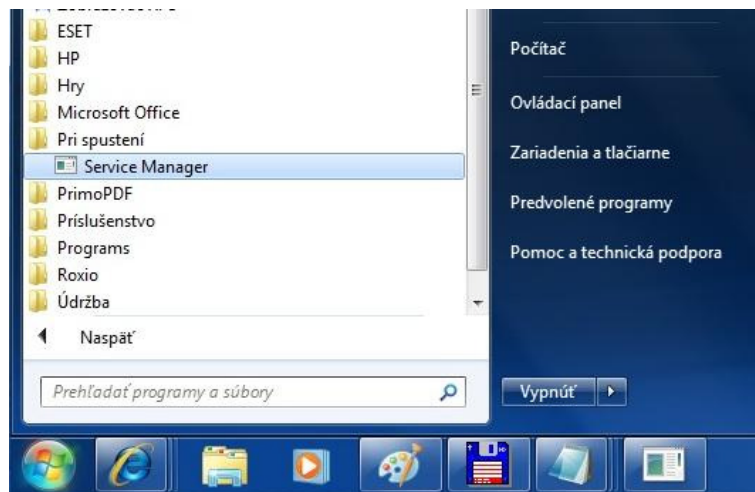 ESET
HP
Hry
Microsoft Office
Pri spustení
Service Manager
PrimoPDF
Príslušenstvo
Programs
Roxio
Údržba
Naspäť
Prehľadať programy a súbory
Počítač
Ovládací panel
Zariadenia a tlačiarne
Predvolené programy
Pomoc a technická podpora
Vypnúť